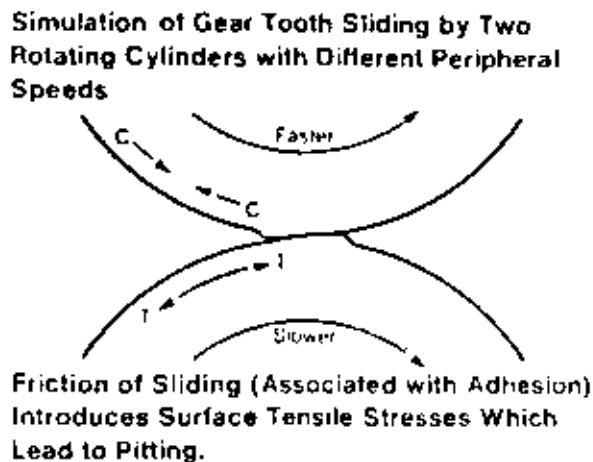 Simulation of Gear Tooth Sliding by Two
Rotating Cylinders with Different Peripheral
Speeds
Faster
C
C
T
T
Slower
Friction of Sliding (Associated with Adhesion)
Introduces Surface Tensile Stresses Which
Lead to Pitting.